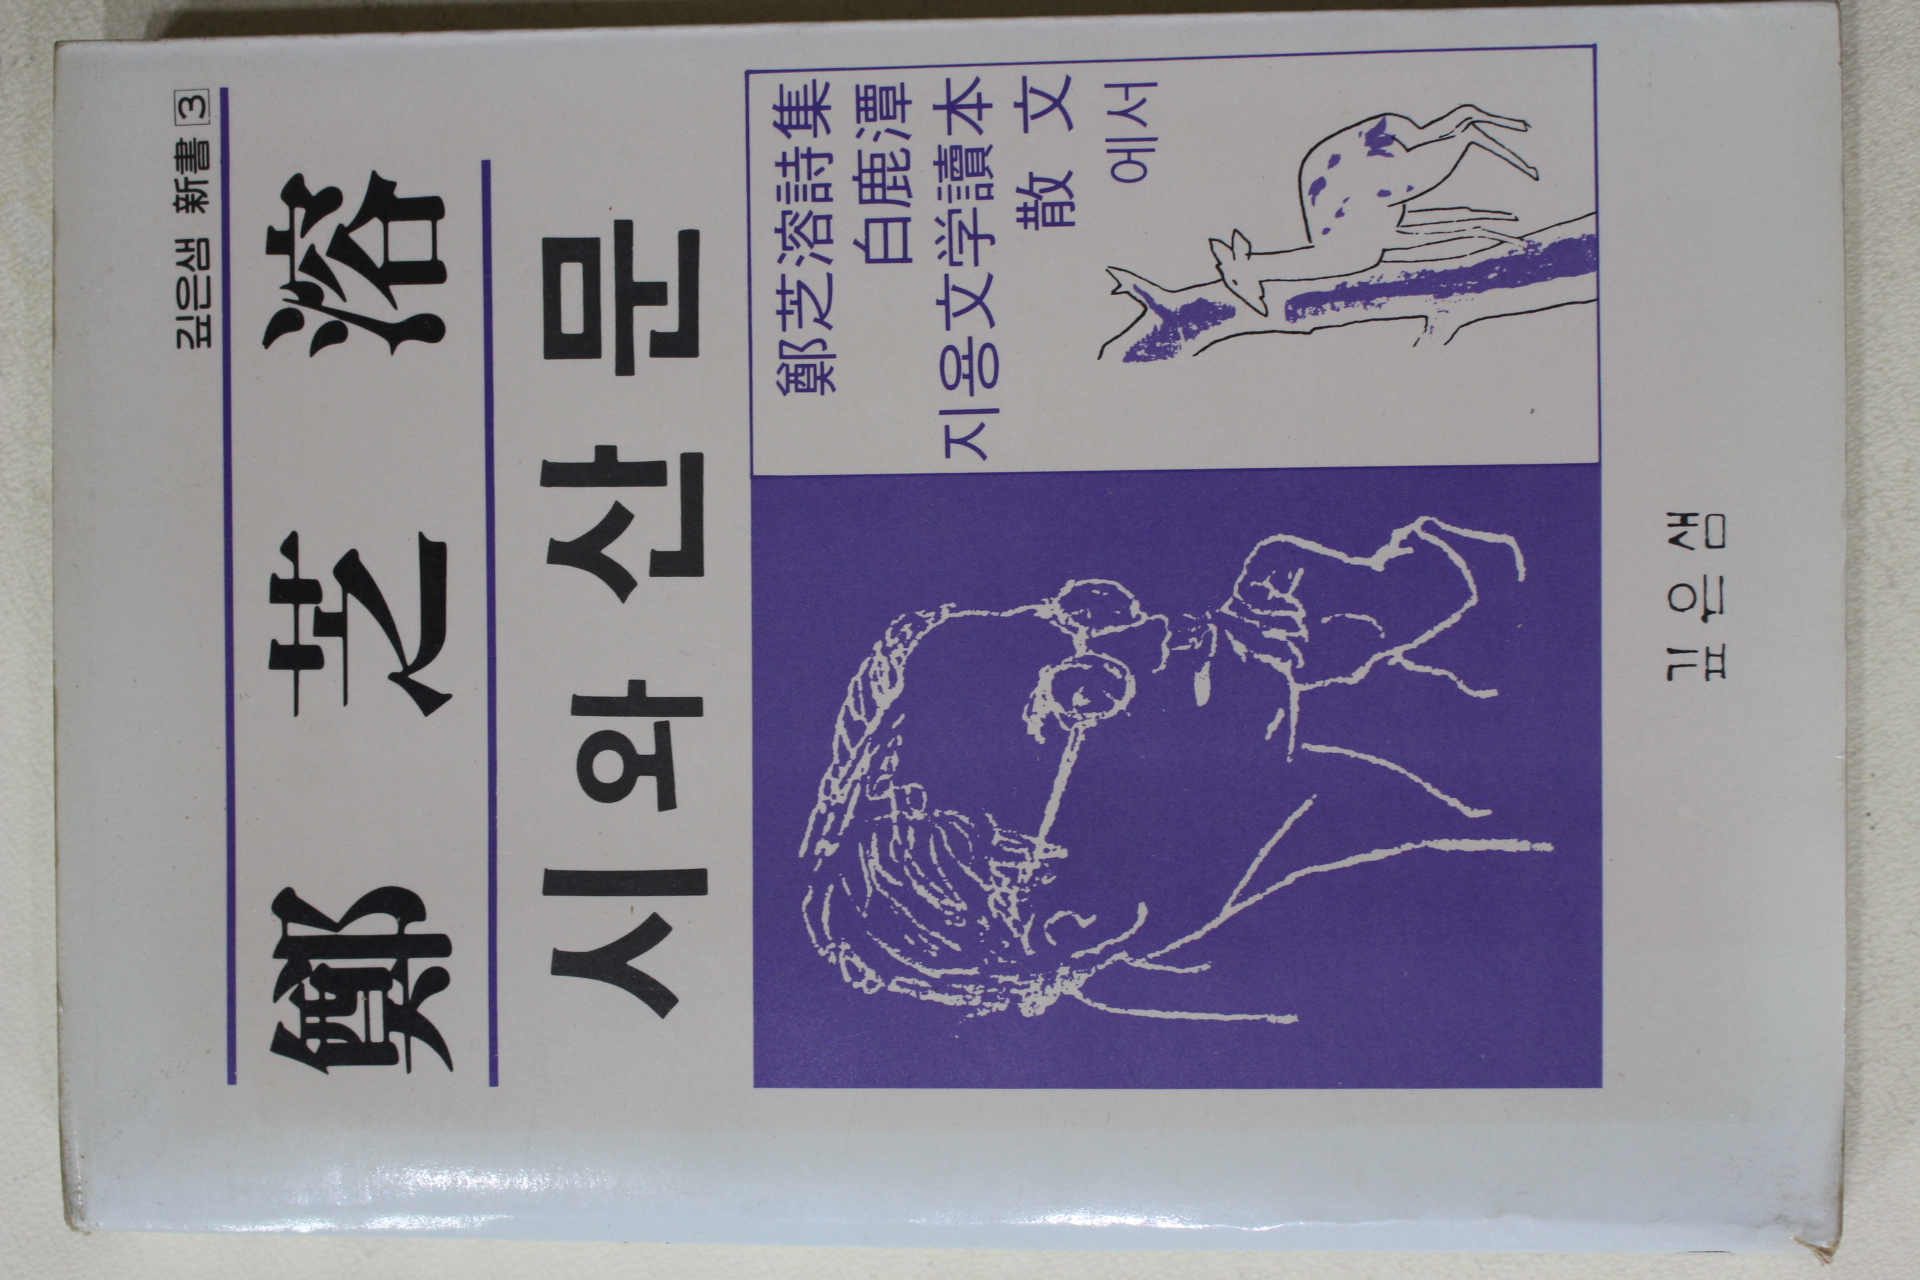 깊은샘 新書 3
鄭芝溶
시와 산문
鄭芝溶詩集
白鹿潭
지용文学讀本
散文
에서
깊은샘